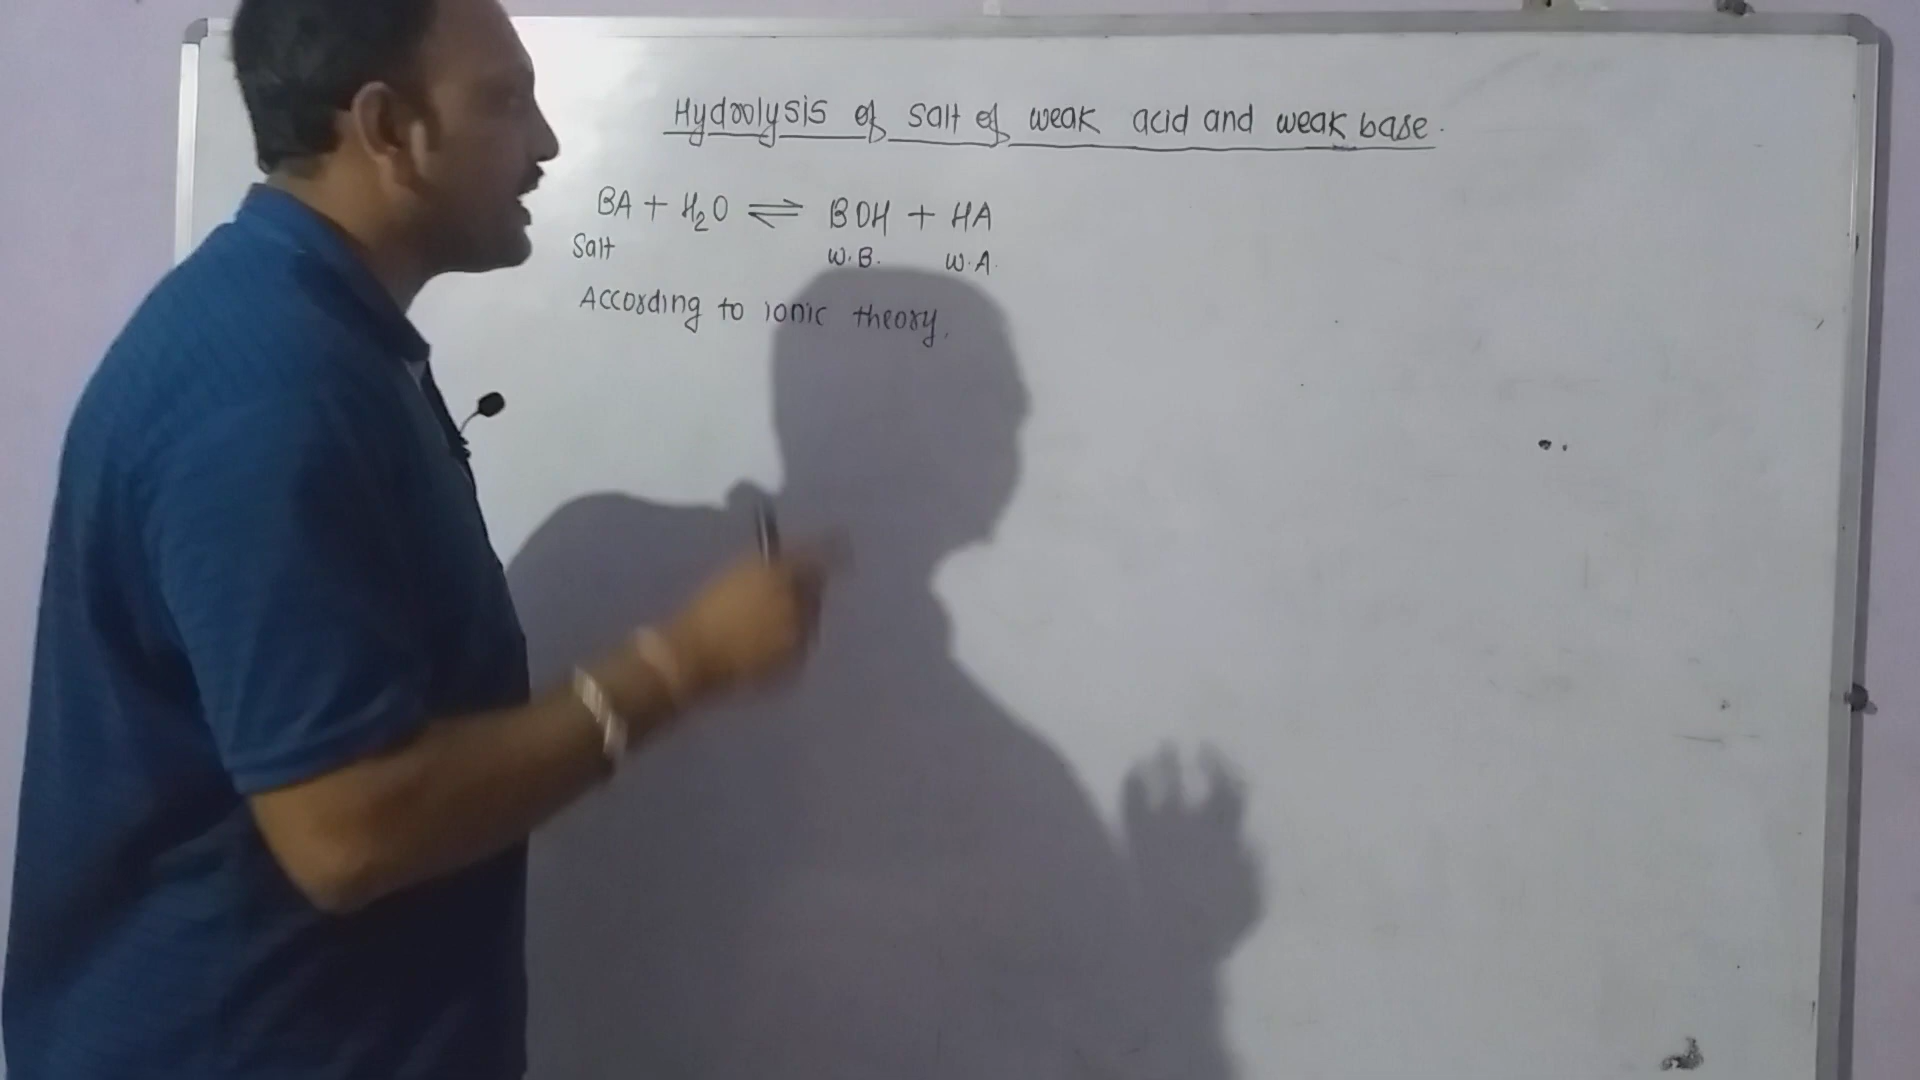 Hydrolysis of salt of weak acid and weak base.
BA + H₂O ⇌ BOH + HA
Salt W.B. W.A.
According to ionic theory,